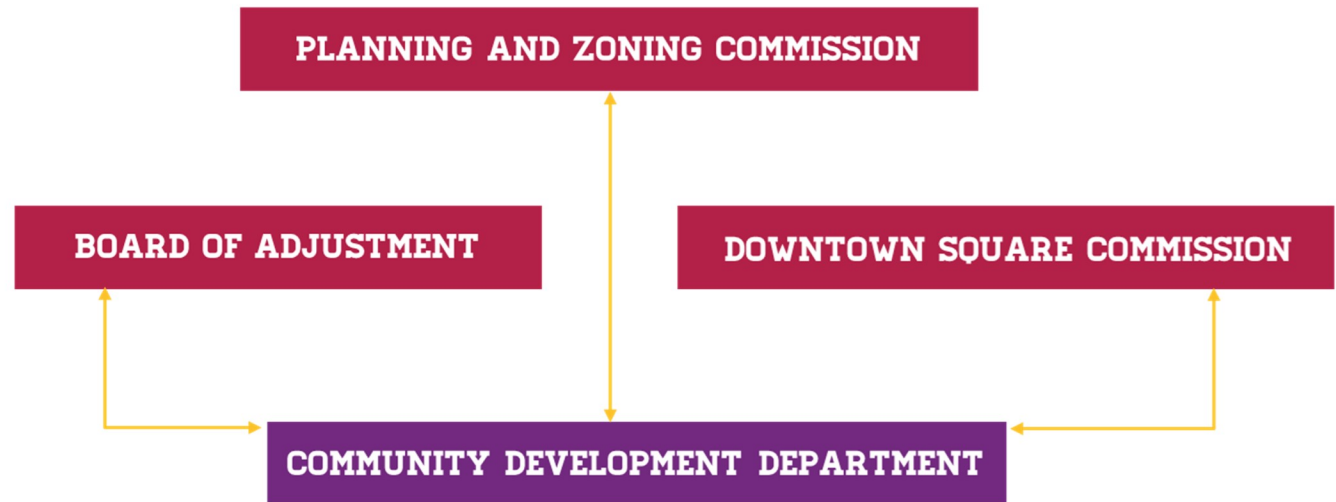 PLANNING AND ZONING COMMISSION
BOARD OF ADJUSTMENT
DOWNTOWN SQUARE COMMISSION
COMMUNITY DEVELOPMENT DEPARTMENT